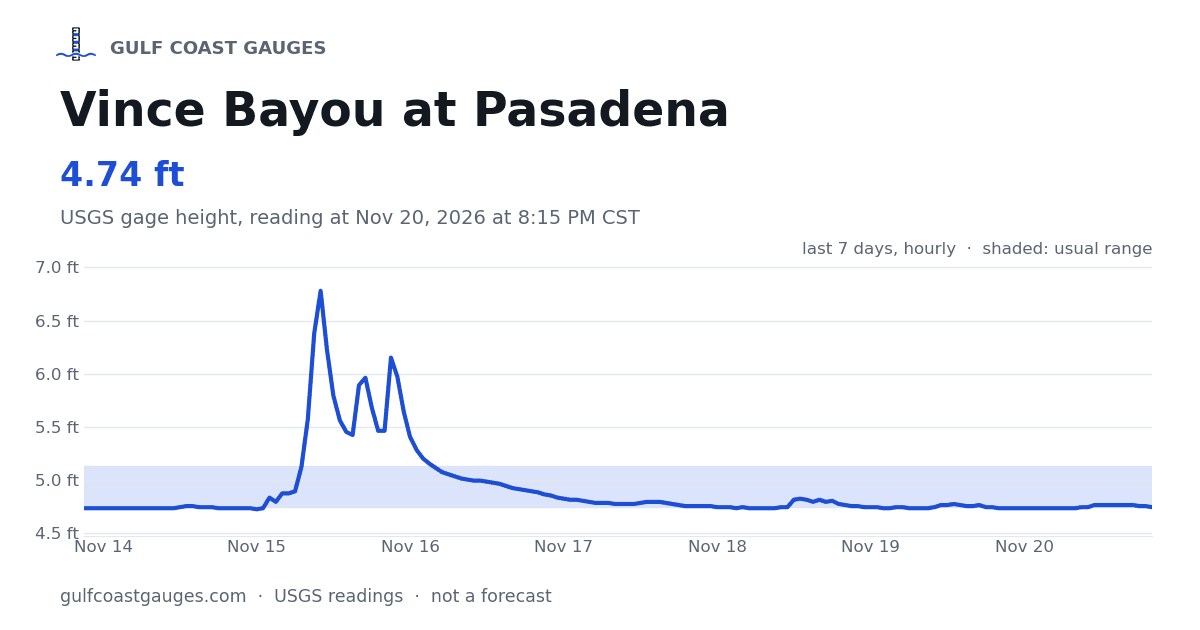 GULF COAST GAUGES
Vince Bayou at Pasadena
4.74 ft
USGS gage height, reading at Nov 20, 2026 at 8:15 PM CST
last 7 days, hourly · shaded: usual range
7.0 ft
6.5 ft
6.0 ft
5.5 ft
5.0 ft
4.5 ft
Nov 14 Nov 15 Nov 16 Nov 17 Nov 18 Nov 19 Nov 20
gulfcoastgauges.com · USGS readings · not a forecast